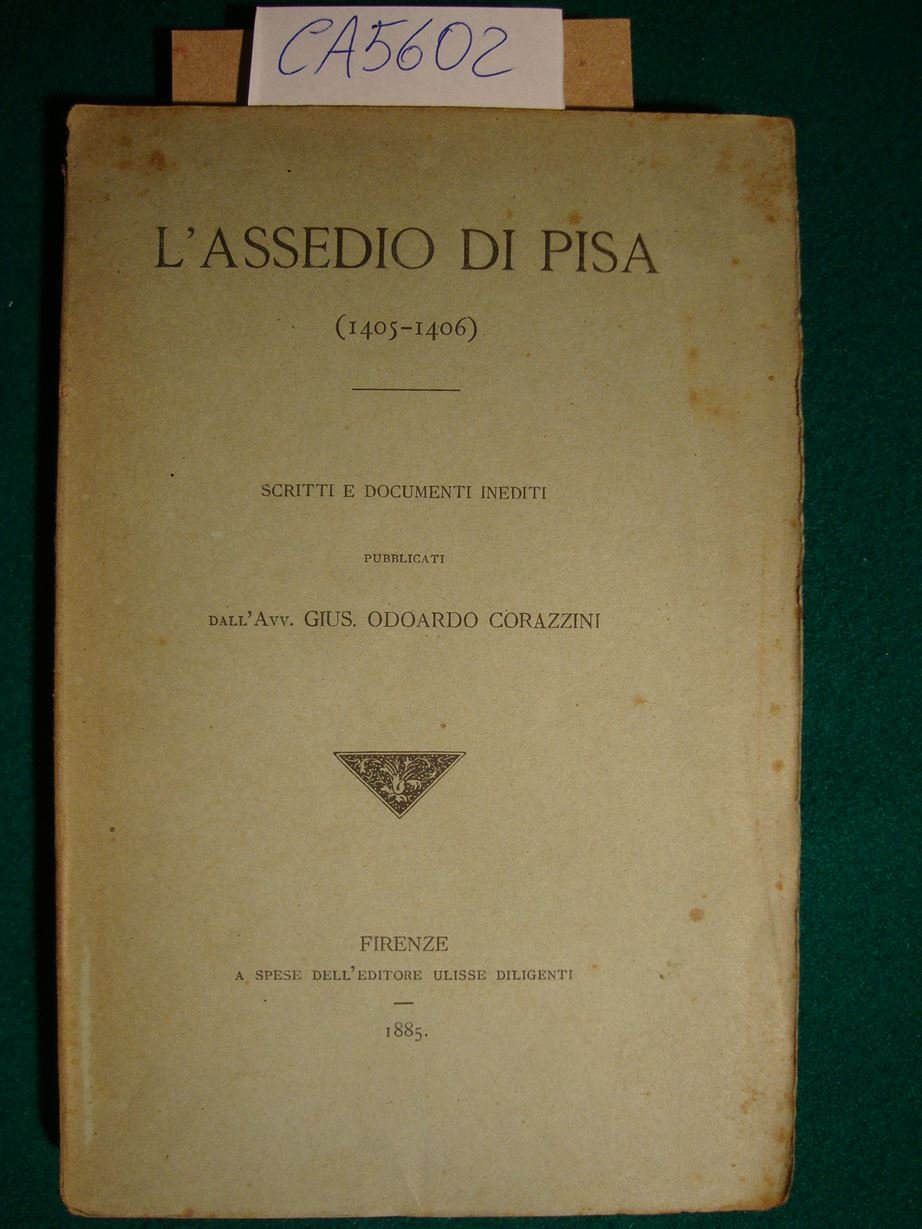 CA5602
L'ASSEDIO DI PISA
(1405-1406)
SCRITTI E DOCUMENTI INEDITI
PUBBLICATI
DALL'AVV. GIUS. ODOARDO CORAZZINI
FIRENZE
A SPESE DELL'EDITORE ULISSE DILIGENTI
1885.